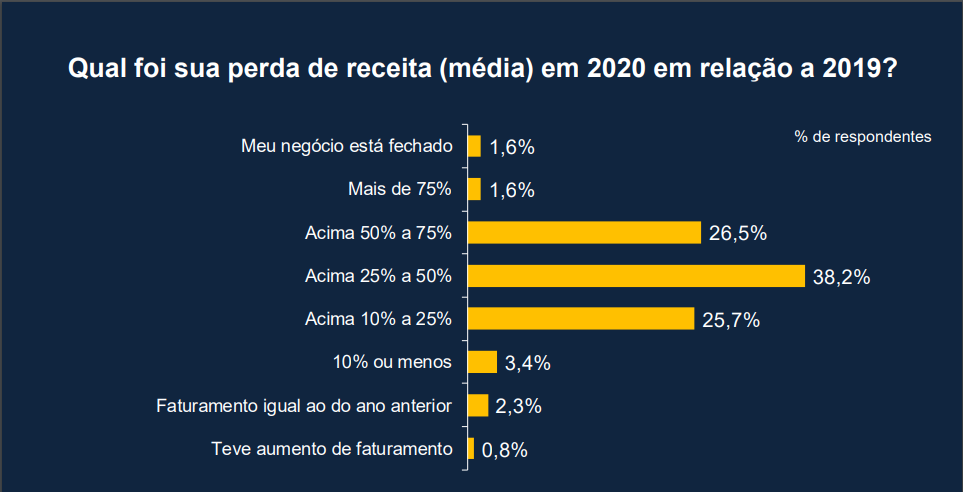 Qual foi sua perda de receita (média) em 2020 em relação a 2019?
% de respondentes
Meu negócio está fechado 1,6%
Mais de 75% 1,6%
Acima 50% a 75% 26,5%
Acima 25% a 50% 38,2%
Acima 10% a 25% 25,7%
10% ou menos 3,4%
Faturamento igual ao do ano anterior 2,3%
Teve aumento de faturamento 0,8%